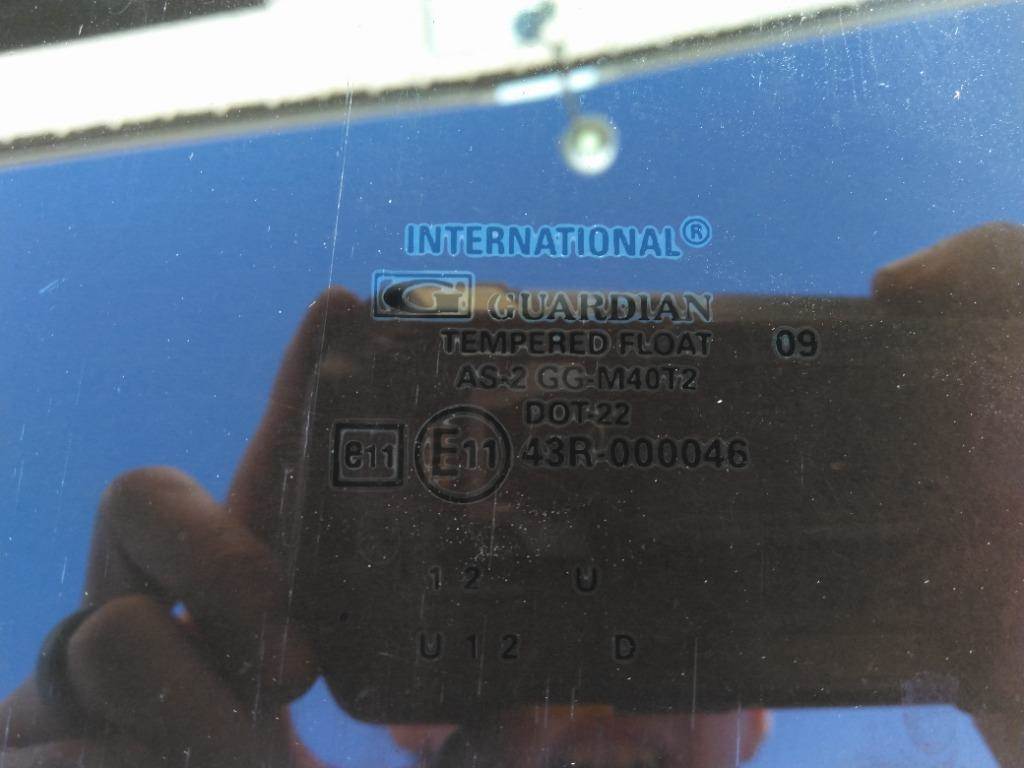 INTERNATIONAL®
G GUARDIAN
TEMPERED FLOAT 09
AS-2 GG-M40T2
DOT-22
e11 E11 43R-000046
1 2 U
U 1 2 D